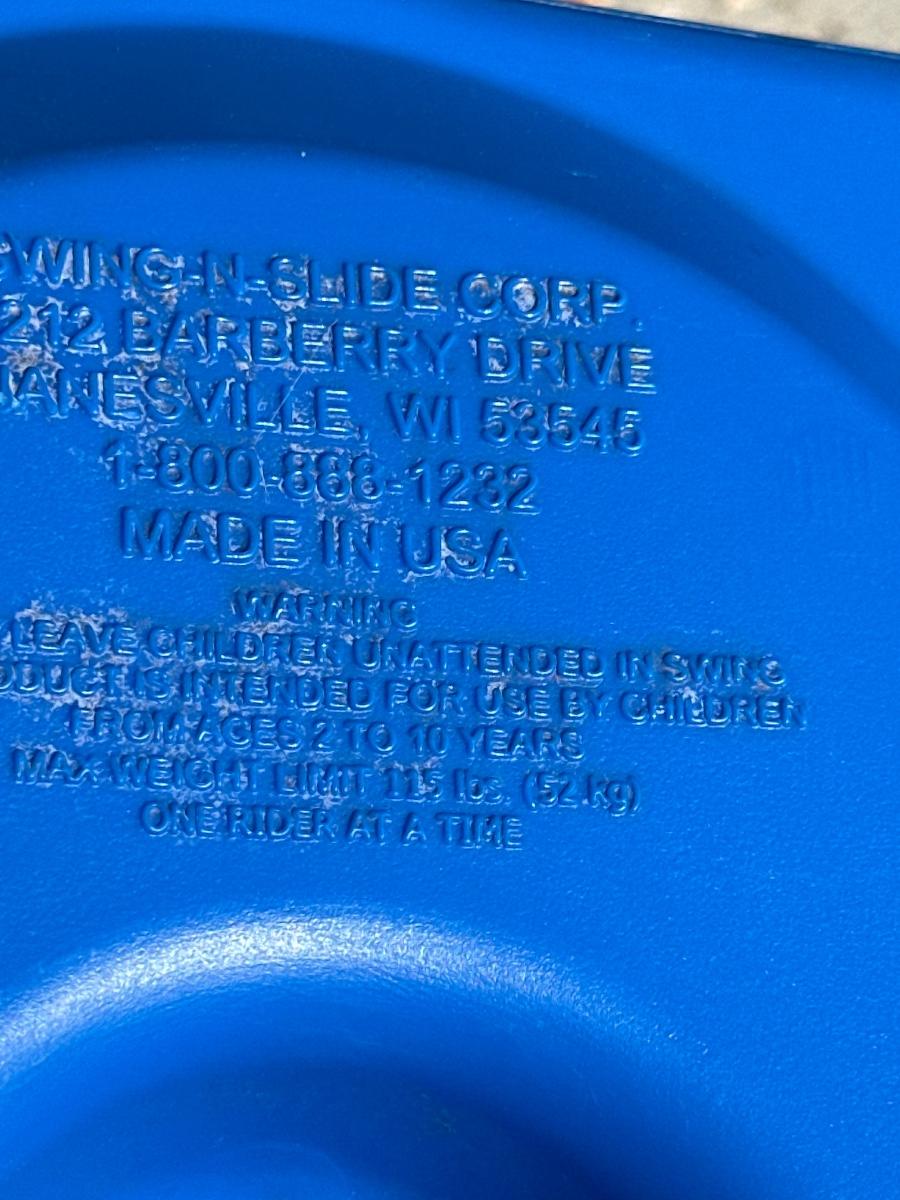 SWING-N-SLIDE CORP.
212 BARBERRY DRIVE
JANESVILLE, WI 53545
1-800-888-1232
MADE IN USA
WARNING
LEAVE CHILDREN UNATTENDED IN SWING
PRODUCT IS INTENDED FOR USE BY CHILDREN
FROM AGES 2 TO 10 YEARS
MAX WEIGHT LIMIT 115 lbs. (52 kg)
ONE RIDER AT A TIME